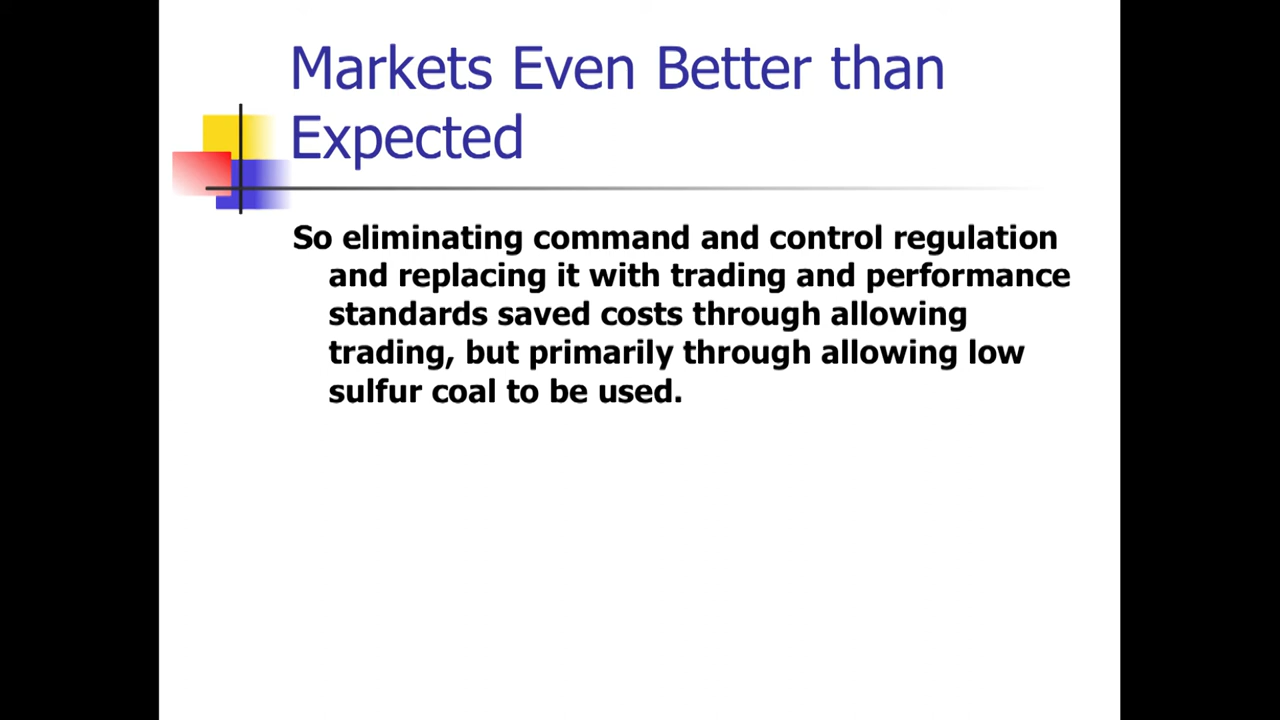 Markets Even Better than
Expected
So eliminating command and control regulation
and replacing it with trading and performance
standards saved costs through allowing
trading, but primarily through allowing low
sulfur coal to be used.